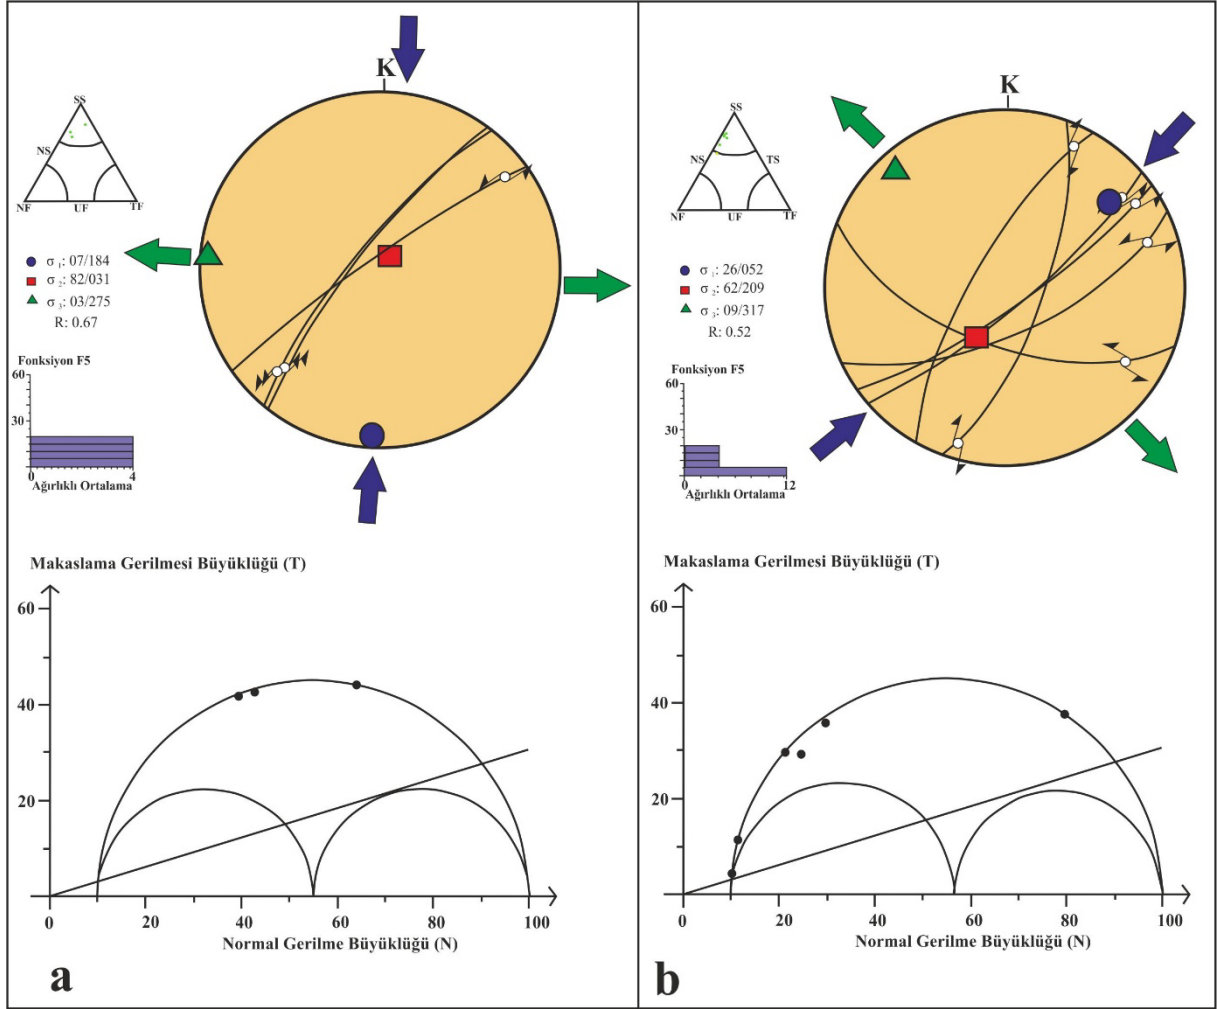 K
SS
NS
NF UF TF
σ₁: 07/184
σ₂: 82/031
σ₃: 03/275
R: 0.67
Fonksiyon F5
60
30
0 4
Ağırlıklı Ortalama
Makaslama Gerilmesi Büyüklüğü (T)
60
40
20
0 20 40 60 80 100
Normal Gerilme Büyüklüğü (N)
a
K
SS
NS TS
NF UF TF
σ₁: 26/052
σ₂: 62/209
σ₃: 09/317
R: 0.52
Fonksiyon F5
60
30
0 12
Ağırlıklı Ortalama
Makaslama Gerilmesi Büyüklüğü (T)
60
40
20
0 20 40 60 80 100
Normal Gerilme Büyüklüğü (N)
b